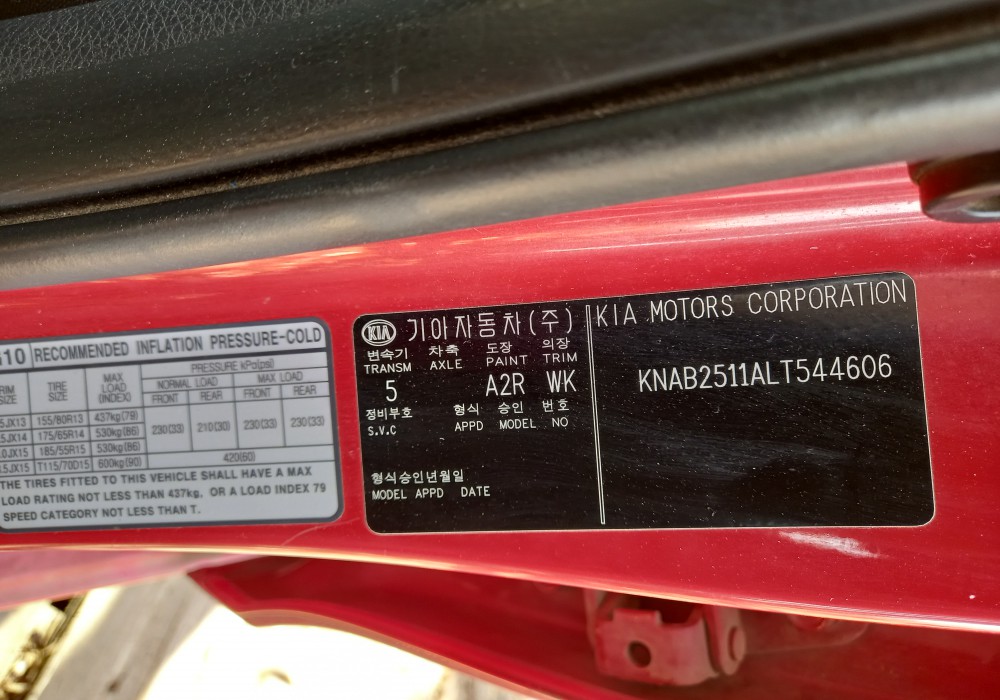 10 RECOMMENDED INFLATION PRESSURE-COLD
SIZE
TIRE SIZE
MAX LOAD (INDEX)
PRESSURE kPa(psi)
NORMAL LOAD MAX LOAD
FRONT REAR FRONT REAR
JX13 155/80R13 437kg(79)
5JX14 175/65R14 530kg(86)
230(33) 210(30) 230(33) 230(33)
0JX15 185/55R15 530kg(86)
5JX15 T115/70D15 600kg(90) 420(60)
THE TIRES FITTED TO THIS VEHICLE SHALL HAVE A MAX
LOAD RATING NOT LESS THAN 437kg. OR A LOAD INDEX 79
SPEED CATEGORY NOT LESS THAN T.
KIA 기아자동차(주)
변속기 차축 도장 의장
TRANSM AXLE PAINT TRIM
5 A2R WK
정비부호 형식 승인 번호
S.V.C APPD MODEL NO
형식승인년월일
MODEL APPD DATE
KIA MOTORS CORPORATION
KNAB2511ALT544606